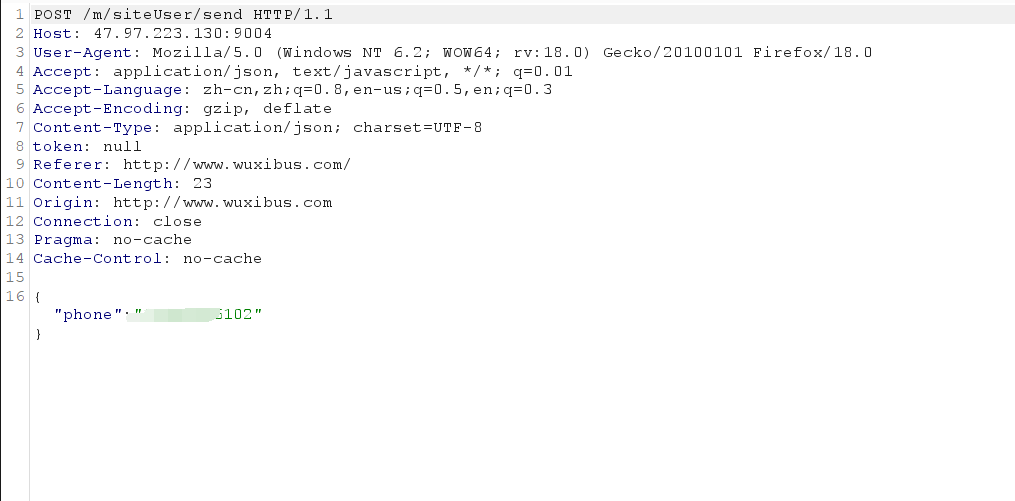 1 POST /m/siteUser/send HTTP/1.1
2 Host: 47.97.223.130:9004
3 User-Agent: Mozilla/5.0 (Windows NT 6.2; WOW64; rv:18.0) Gecko/20100101 Firefox/18.0
4 Accept: application/json, text/javascript, */*; q=0.01
5 Accept-Language: zh-cn,zh;q=0.8,en-us;q=0.5,en;q=0.3
6 Accept-Encoding: gzip, deflate
7 Content-Type: application/json; charset=UTF-8
8 token: null
9 Referer: http://www.wuxibus.com/
10 Content-Length: 23
11 Origin: http://www.wuxibus.com
12 Connection: close
13 Pragma: no-cache
14 Cache-Control: no-cache
15
16 {
"phone":"5102"
}